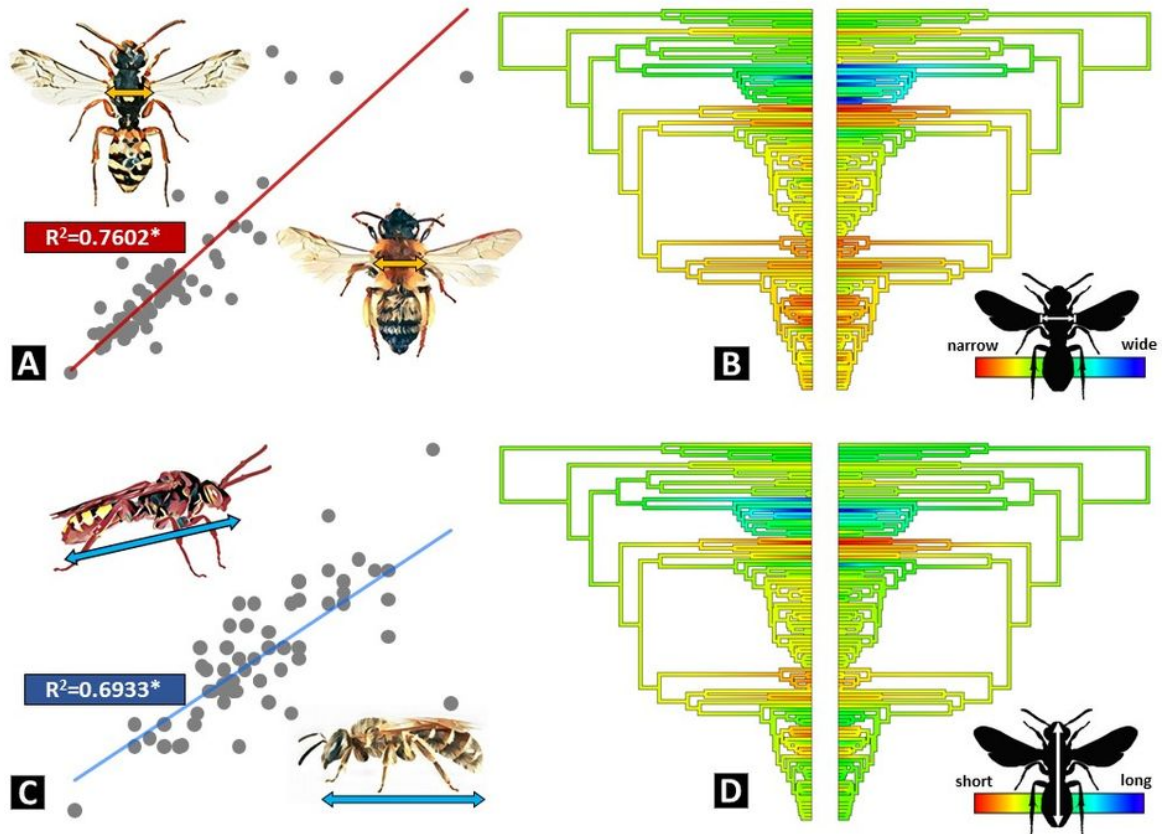 R²=0.7602*
A
B
narrow
wide
R²=0.6933*
C
D
short
long